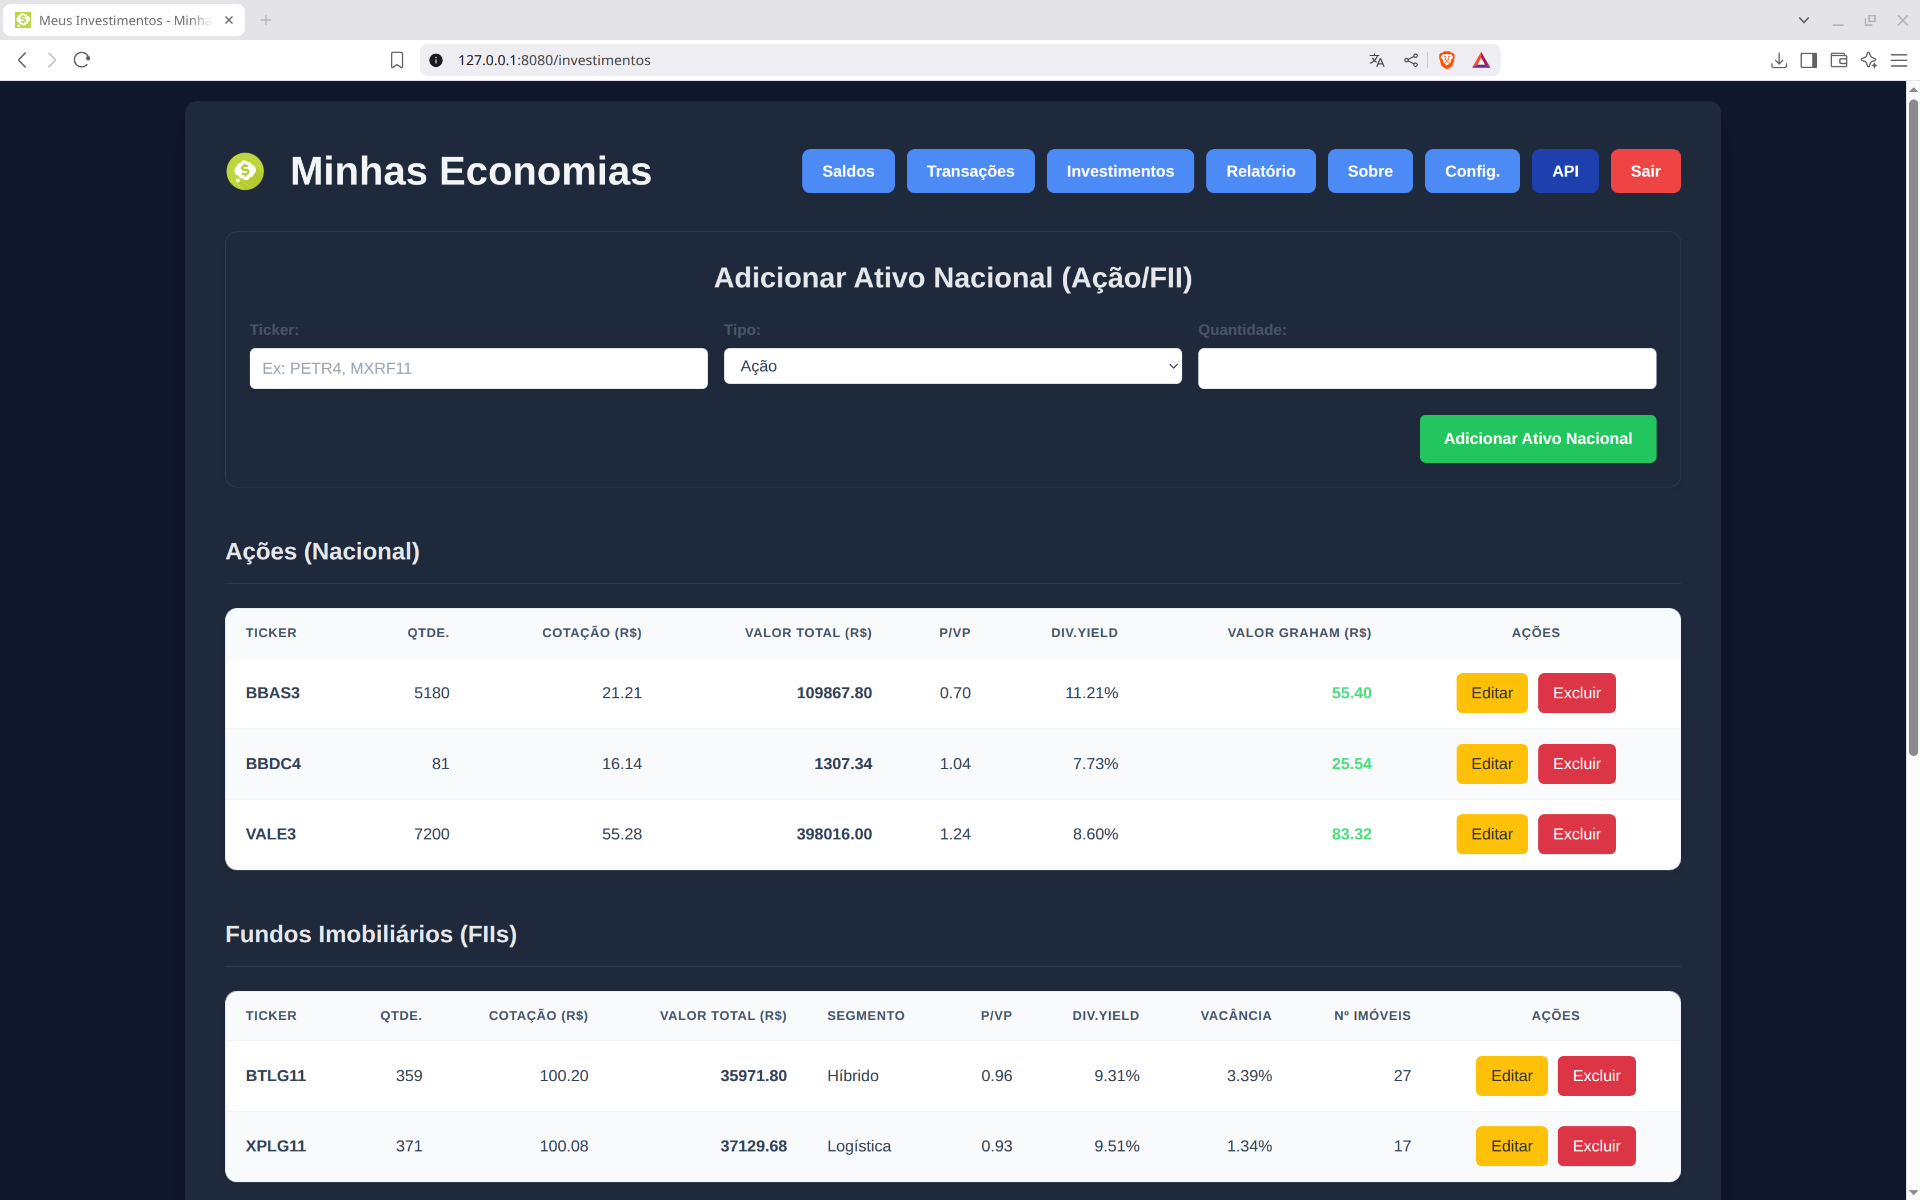 Meus Investimentos - Minha
127.0.0.1:8080/investimentos
Minhas Economias
Saldos Transações Investimentos Relatório Sobre Config. API Sair
Adicionar Ativo Nacional (Ação/FII)
Ticker: Tipo: Quantidade:
Ex: PETR4, MXRF11 Ação
Adicionar Ativo Nacional
Ações (Nacional)
TICKER QTDE. COTAÇÃO (R$) VALOR TOTAL (R$) P/VP DIV.YIELD VALOR GRAHAM (R$) AÇÕES
BBAS3 5180 21.21 109867.80 0.70 11.21% 55.40 Editar Excluir
BBDC4 81 16.14 1307.34 1.04 7.73% 25.54 Editar Excluir
VALE3 7200 55.28 398016.00 1.24 8.60% 83.32 Editar Excluir
Fundos Imobiliários (FIIs)
TICKER QTDE. COTAÇÃO (R$) VALOR TOTAL (R$) SEGMENTO P/VP DIV.YIELD VACÂNCIA Nº IMÓVEIS AÇÕES
BTLG11 359 100.20 35971.80 Híbrido 0.96 9.31% 3.39% 27 Editar Excluir
XPLG11 371 100.08 37129.68 Logística 0.93 9.51% 1.34% 17 Editar Excluir